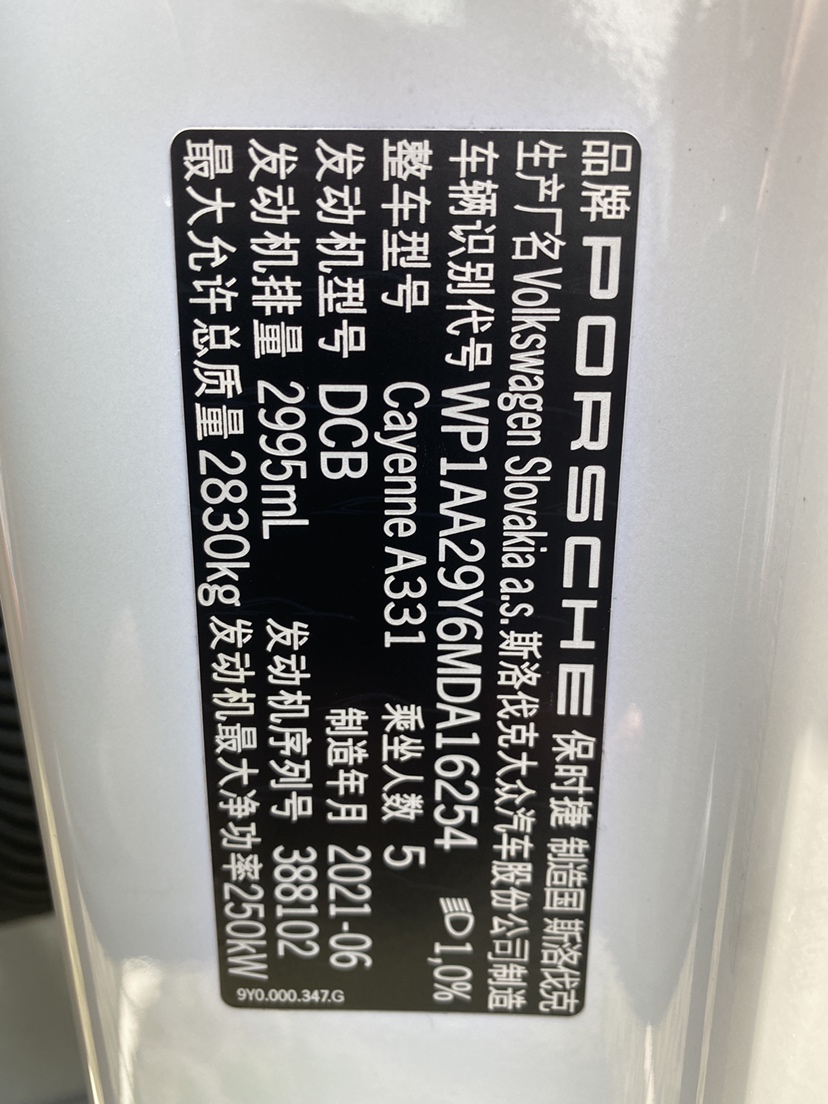 品牌 PORSCHE 保时捷 制造国 斯洛伐克
生产厂名 Volkswagen Slovakia a.s. 斯洛伐克大众汽车股份公司制造
车辆识别代号 WP1AA29Y6MDA16254 1,0%
整车型号 Cayenne A331 乘坐人数 5
发动机型号 DCB 制造年月 2021-06
发动机排量 2995mL 发动机序列号 388102
最大允许总质量 2830kg 发动机最大净功率250kW
9Y0.000.347.G